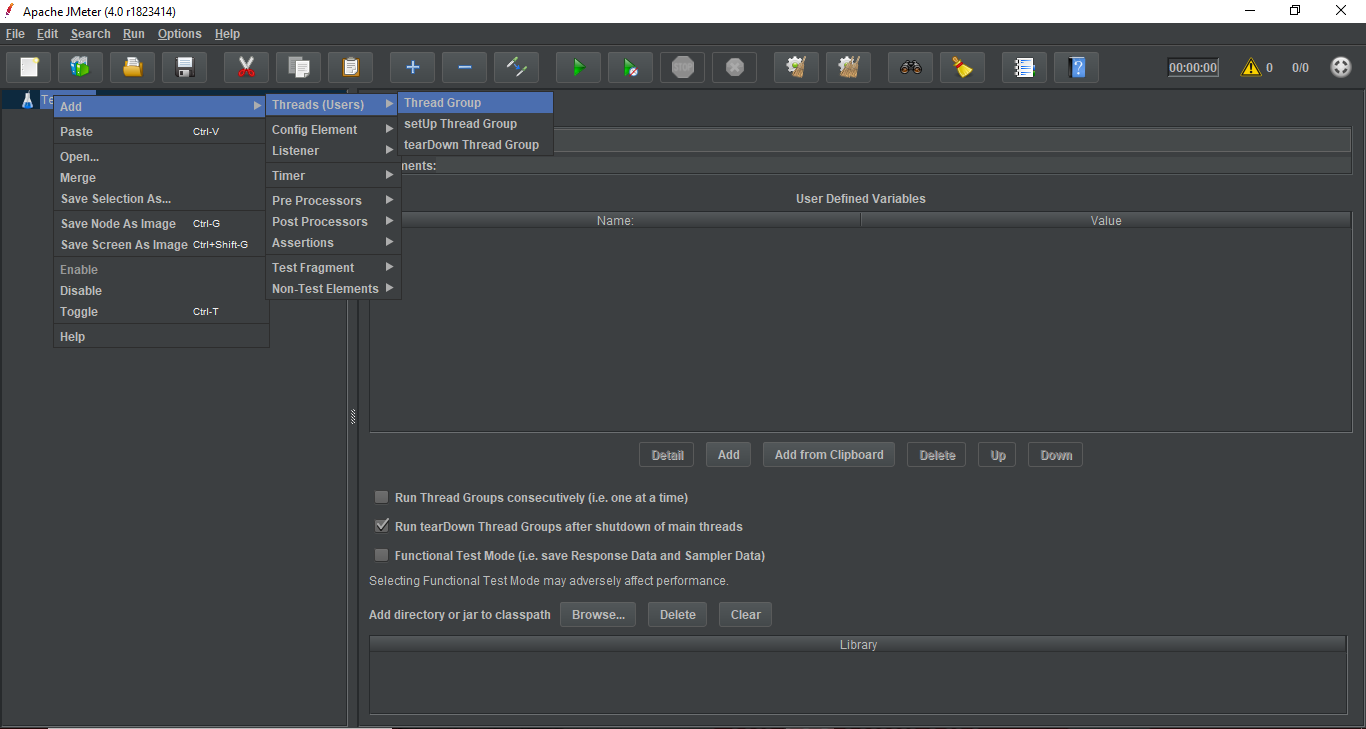 Apache JMeter (4.0 r1823414)
File Edit Search Run Options Help
STOP
00:00:00 0 0/0
Add
Paste Ctrl-V
Open...
Merge
Save Selection As...
Save Node As Image Ctrl-G
Save Screen As Image Ctrl+Shift-G
Enable
Disable
Toggle Ctrl-T
Help
Threads (Users)
Config Element
Listener
Timer
Pre Processors
Post Processors
Assertions
Test Fragment
Non-Test Elements
Thread Group
setUp Thread Group
tearDown Thread Group
User Defined Variables
Name: Value
Detail Add Add from Clipboard Delete Up Down
Run Thread Groups consecutively (i.e. one at a time)
Run tearDown Thread Groups after shutdown of main threads
Functional Test Mode (i.e. save Response Data and Sampler Data)
Selecting Functional Test Mode may adversely affect performance.
Add directory or jar to classpath Browse... Delete Clear
Library